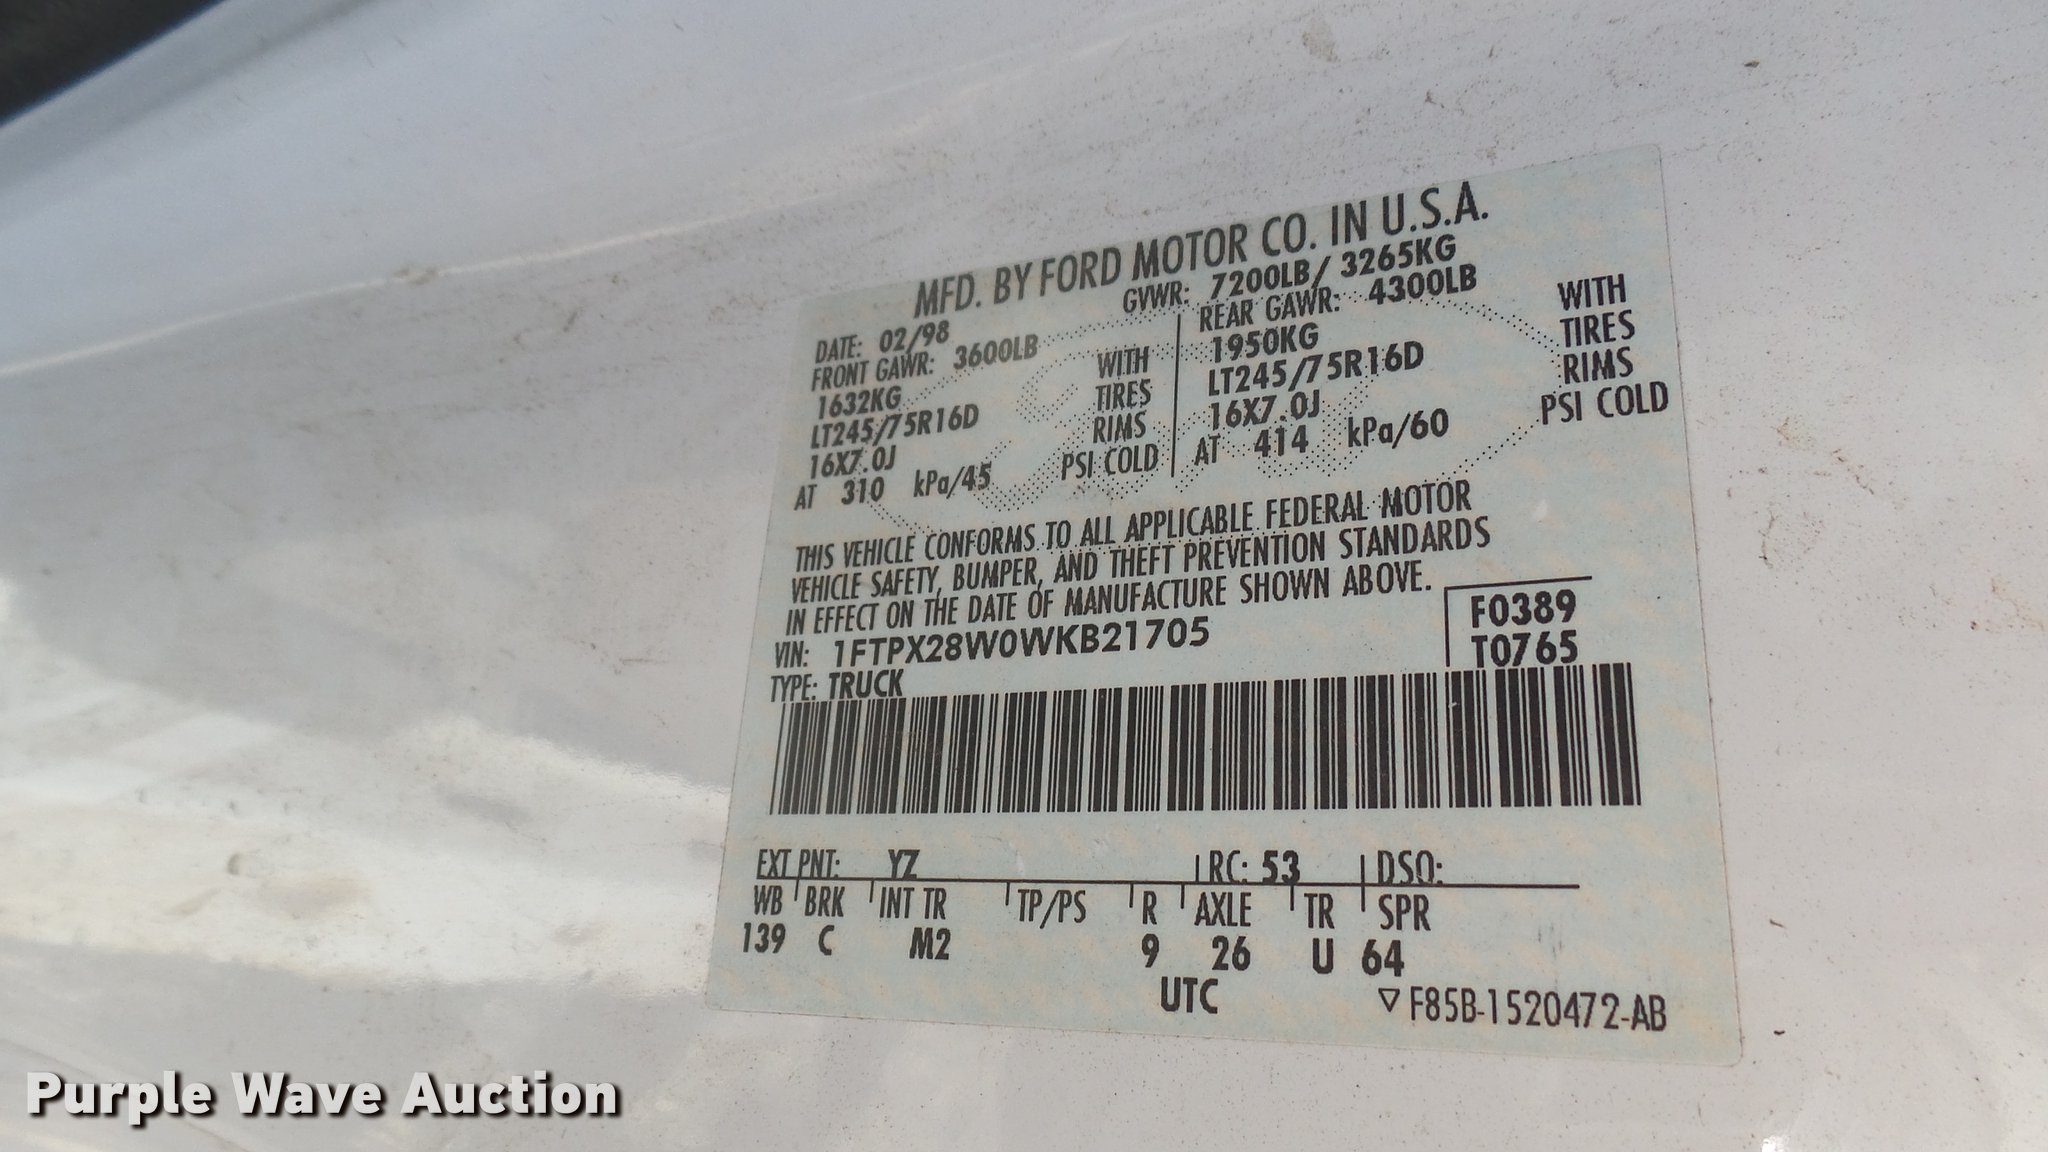 MFD. BY FORD MOTOR CO. IN U.S.A.
DATE: 02/98 GVWR: 7200LB/ 3265KG
FRONT GAWR: 3600LB REAR GAWR: 4300LB
1632KG WITH 1950KG WITH
LT245/75R16D TIRES LT245/75R16D TIRES
16X7.0J RIMS 16X7.0J RIMS
AT 310 kPa/45 PSI COLD AT 414 kPa/60 PSI COLD
THIS VEHICLE CONFORMS TO ALL APPLICABLE FEDERAL MOTOR
VEHICLE SAFETY, BUMPER, AND THEFT PREVENTION STANDARDS
IN EFFECT ON THE DATE OF MANUFACTURE SHOWN ABOVE.
VIN: 1FTPX28W0WKB21705 F0389
TYPE: TRUCK T0765
EXT PNT: YZ RC: 53 DSO:
WB BRK INT TR TP/PS R AXLE TR SPR
139 C M2 9 26 U 64
UTC ▽F85B-1520472-AB
Purple Wave Auction